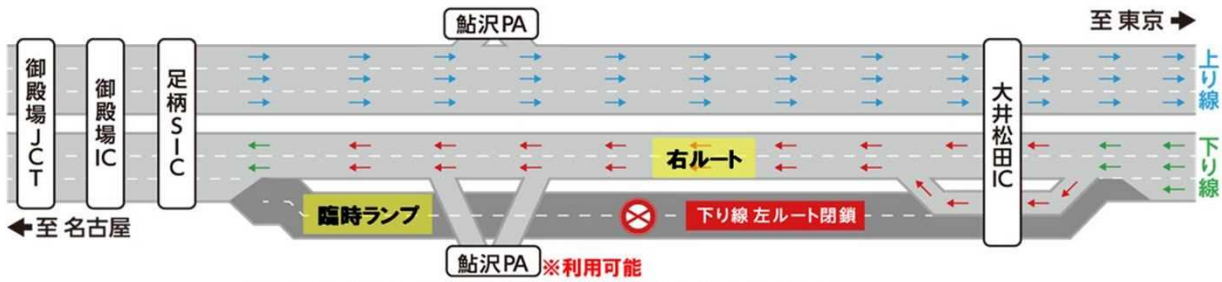 鮎沢PA
至 東京
御殿場JCT
御殿場IC
足柄SIC
大井松田IC
上り線
右ルート
下り線
臨時ランプ
下り線 左ルート閉鎖
至 名古屋
鮎沢PA ※利用可能